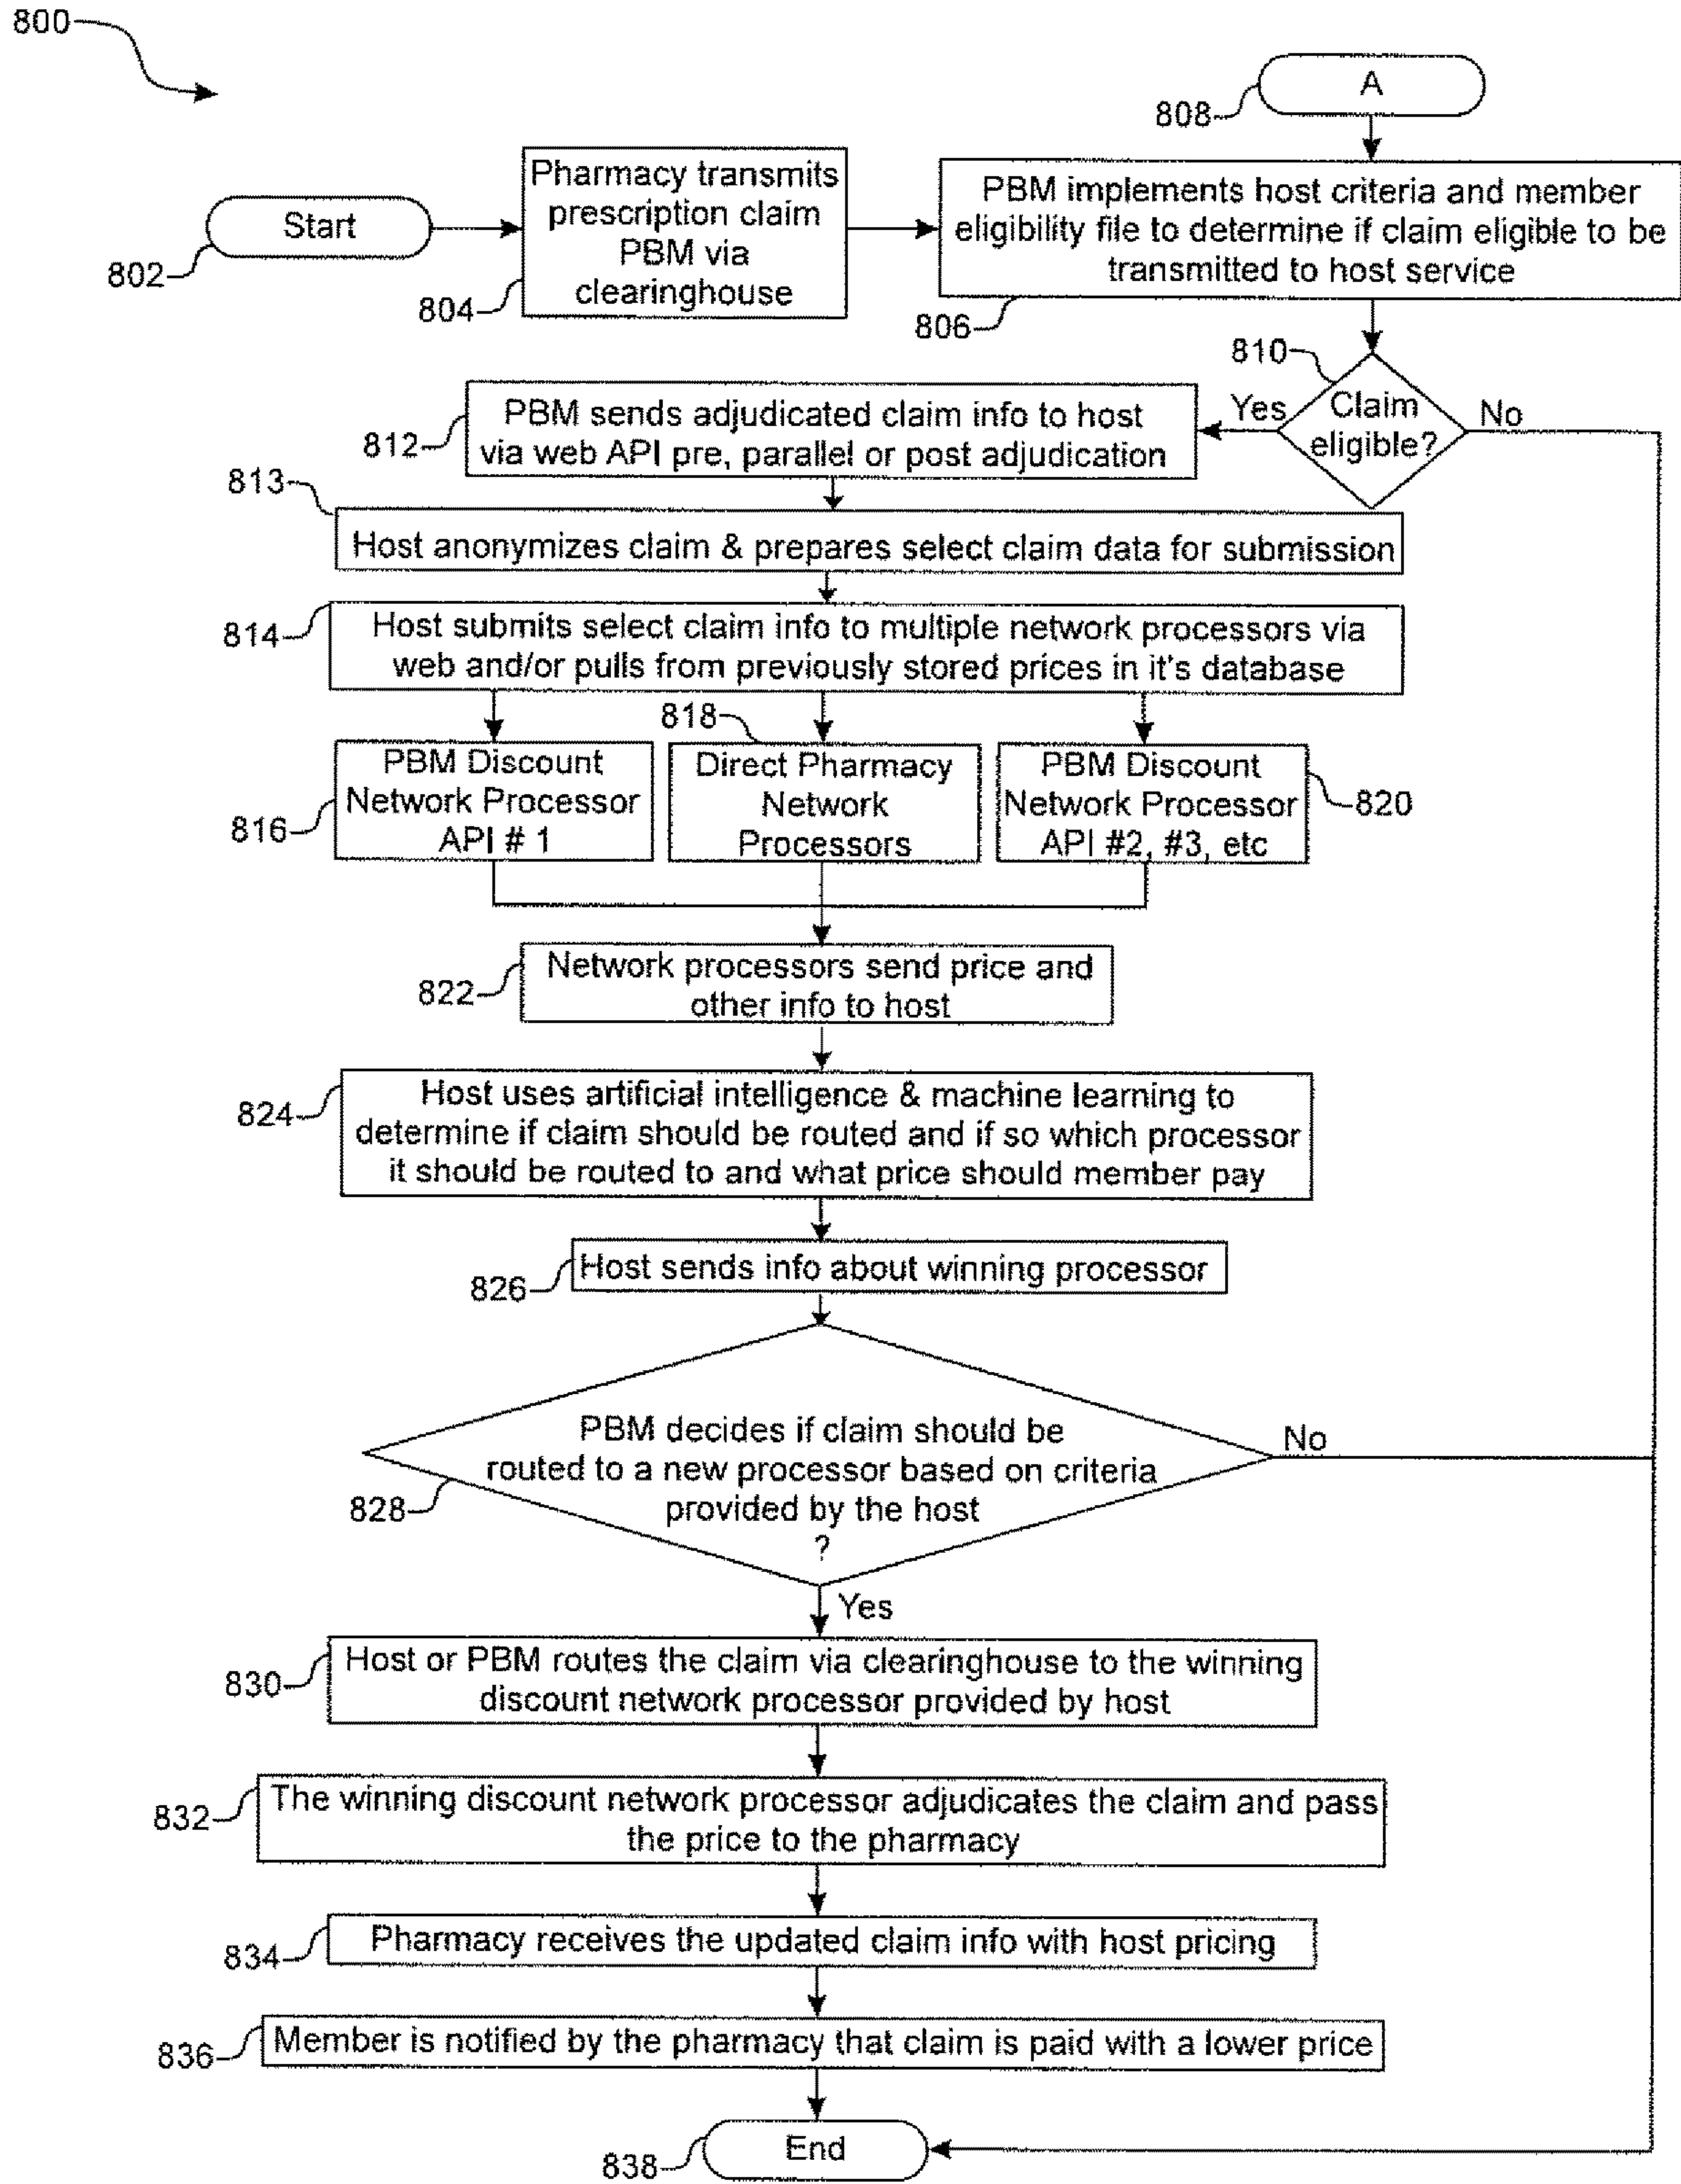 800
A
808
Pharmacy transmits
prescription claim
PBM via
clearinghouse
804
Start
802
PBM implements host criteria and member
eligibility file to determine if claim eligible to be
transmitted to host service
806
810
Claim
eligible?
Yes
No
PBM sends adjudicated claim info to host
via web API pre, parallel or post adjudication
812
813
Host anonymizes claim & prepares select claim data for submission
814
Host submits select claim info to multiple network processors via
web and/or pulls from previously stored prices in it's database
818
PBM Discount
Network Processor
API # 1
816
Direct Pharmacy
Network
Processors
PBM Discount
Network Processor
API #2, #3, etc
820
Network processors send price and
other info to host
822
Host uses artificial intelligence & machine learning to
determine if claim should be routed and if so which processor
it should be routed to and what price should member pay
824
Host sends info about winning processor
826
PBM decides if claim should be
routed to a new processor based on criteria
provided by the host
?
828
No
Yes
Host or PBM routes the claim via clearinghouse to the winning
discount network processor provided by host
830
The winning discount network processor adjudicates the claim and pass
the price to the pharmacy
832
Pharmacy receives the updated claim info with host pricing
834
Member is notified by the pharmacy that claim is paid with a lower price
836
End
838